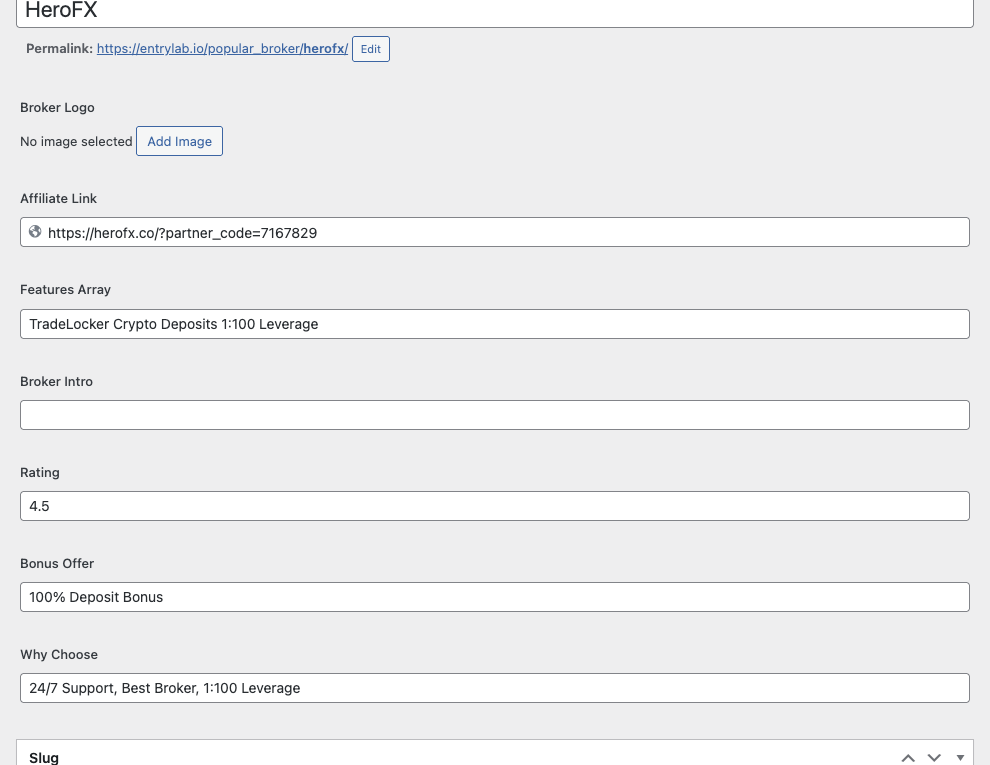 HeroFX
Permalink: https://entrylab.io/popular_broker/herofx/ Edit
Broker Logo
No image selected Add Image
Affiliate Link
https://herofx.co/?partner_code=7167829
Features Array
TradeLocker Crypto Deposits 1:100 Leverage
Broker Intro
Rating
4.5
Bonus Offer
100% Deposit Bonus
Why Choose
24/7 Support, Best Broker, 1:100 Leverage
Slug